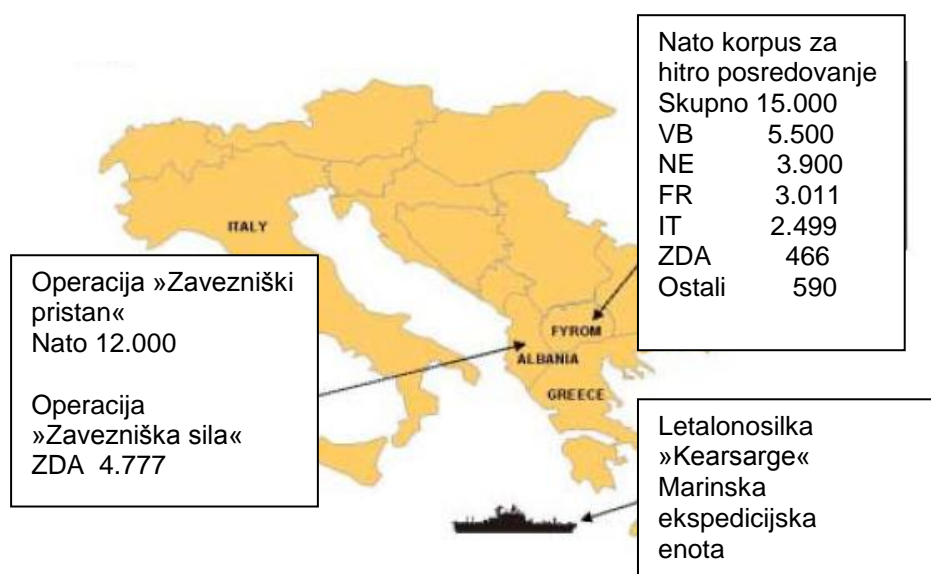 Nato korpus za
hitro posredovanje
Skupno 15.000
VB 5.500
NE 3.900
FR 3.011
IT 2.499
ZDA 466
Ostali 590
ITALY
Operacija »Zavezniški
pristan«
Nato 12.000
Operacija
»Zavezniška sila«
ZDA 4.777
FYROM
ALBANIA
GREECE
Letalonosilka
»Kearsarge«
Marinska
ekspedicijska
enota